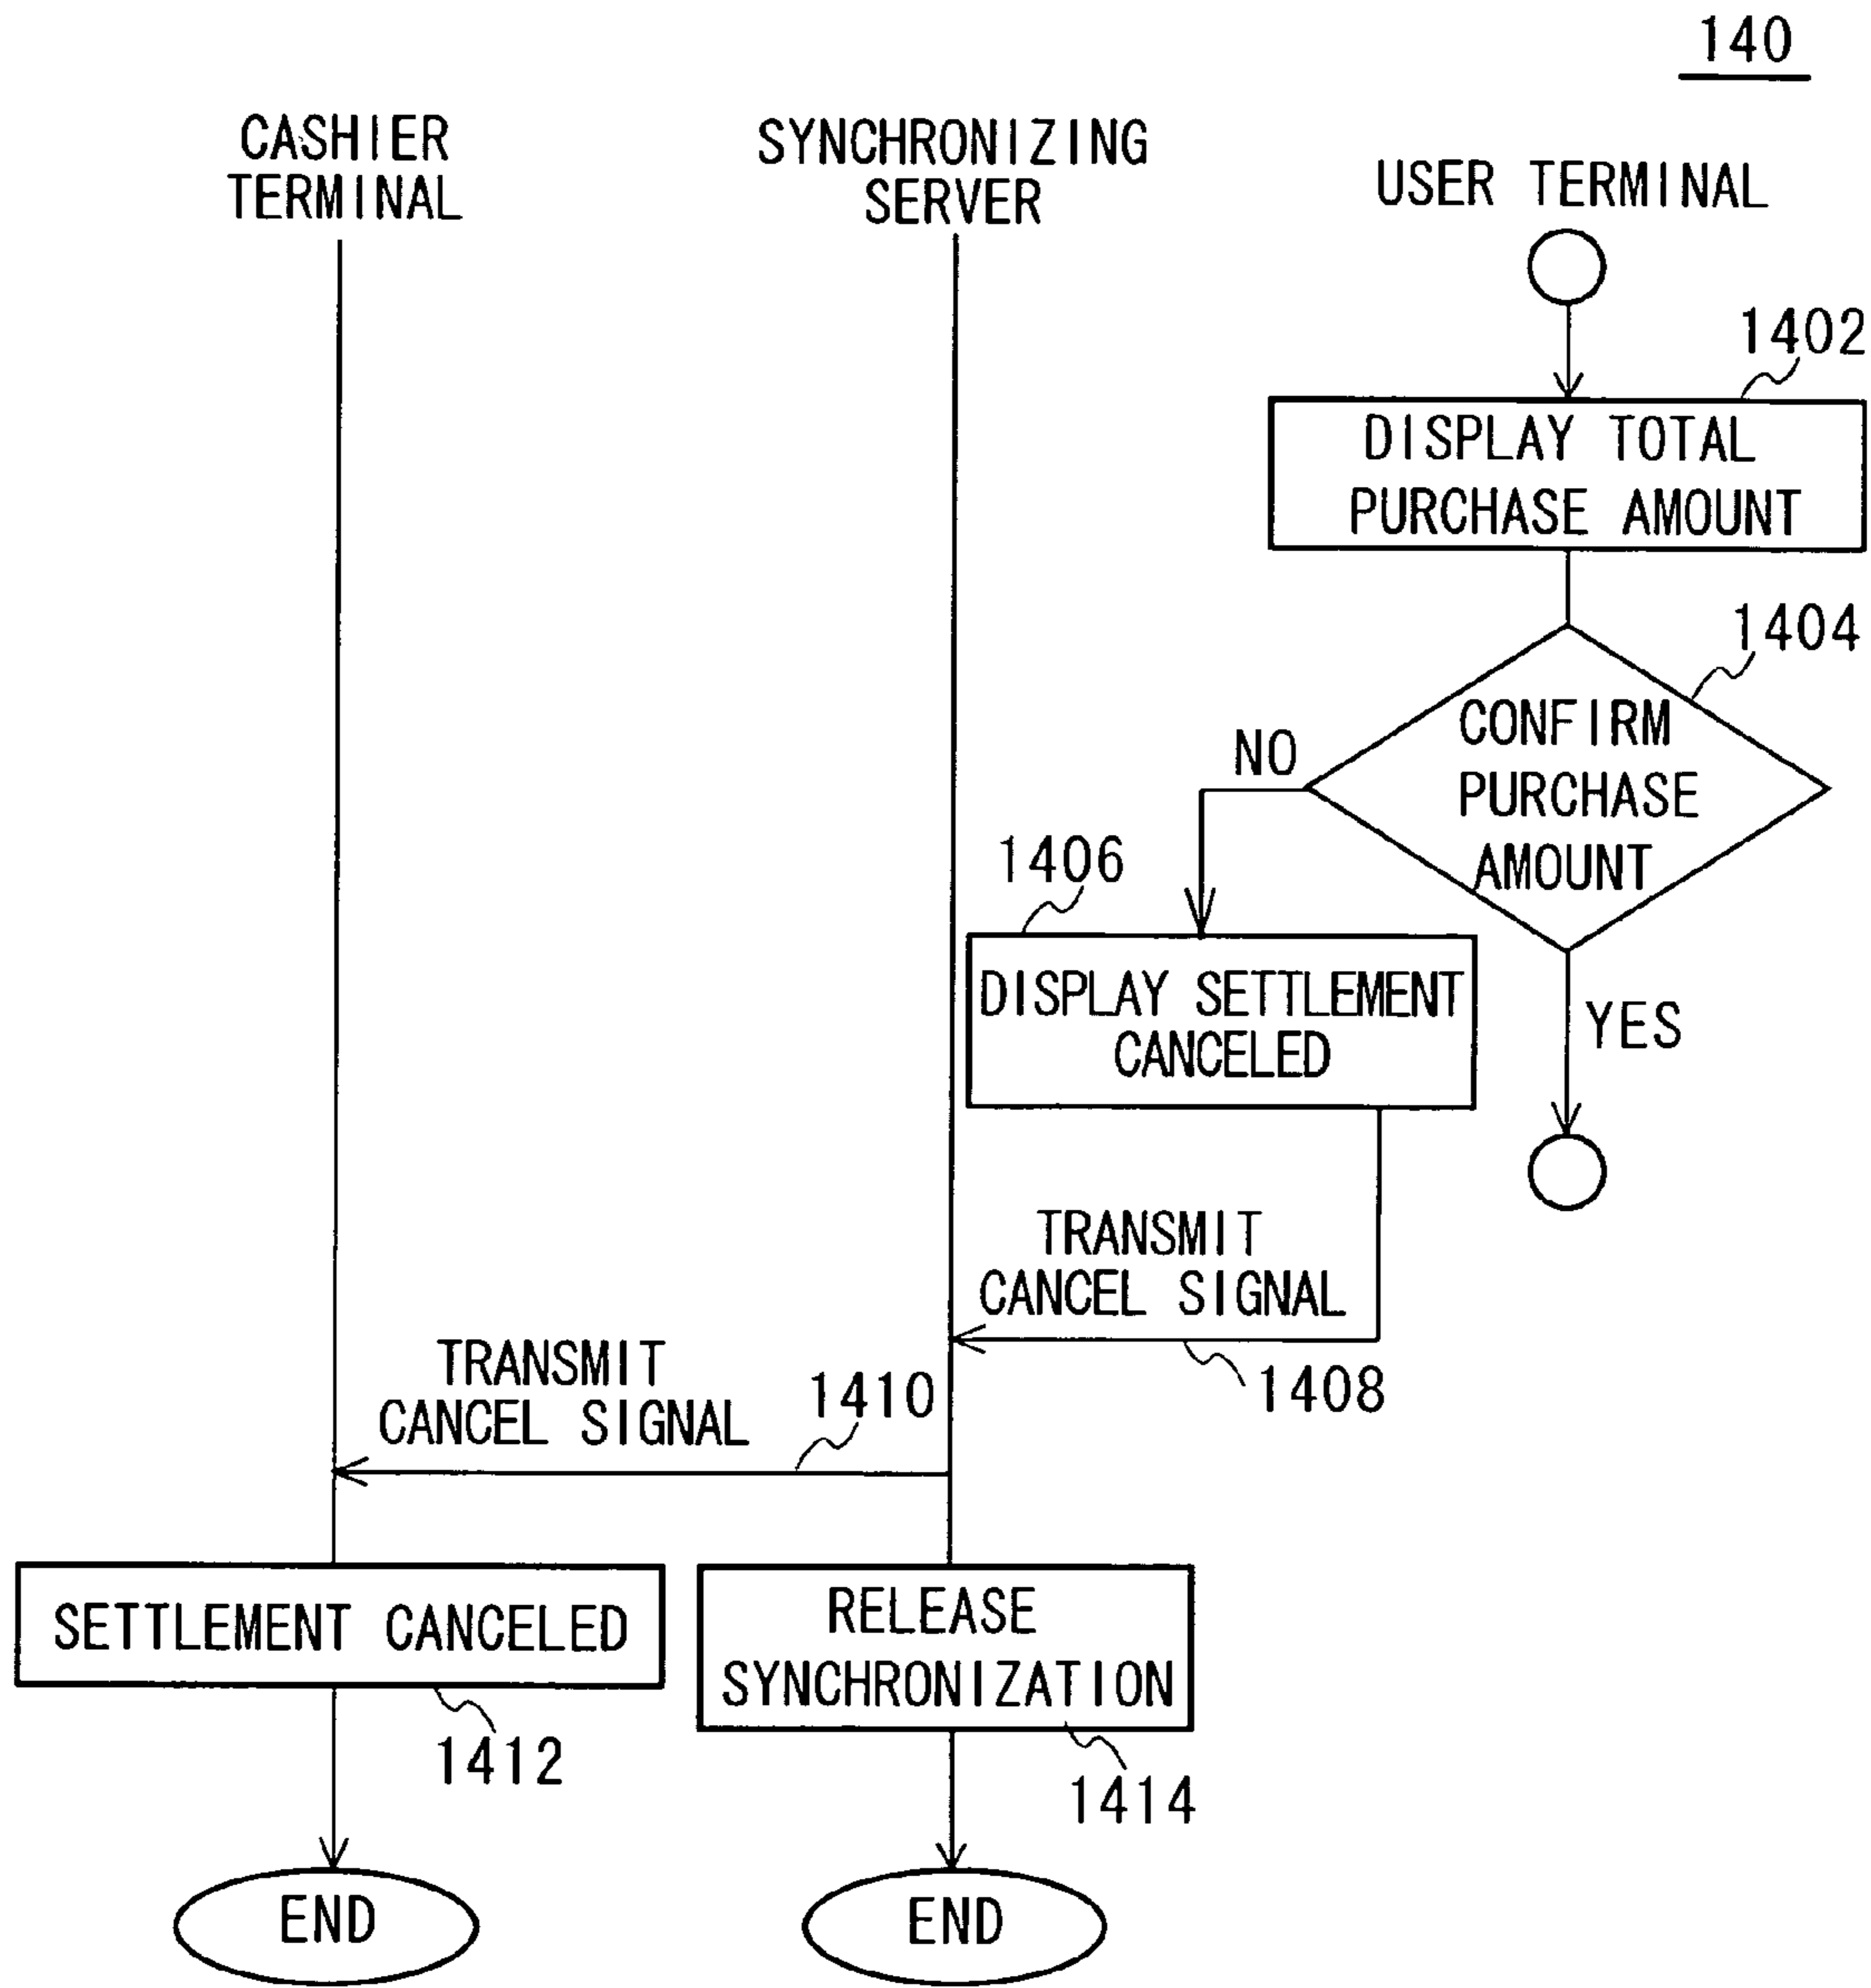 140
CASHIER
TERMINAL
SYNCHRONIZING
SERVER
USER TERMINAL
1402
DISPLAY TOTAL
PURCHASE AMOUNT
1404
CONFIRM
PURCHASE
AMOUNT
NO
YES
1406
DISPLAY SETTLEMENT
CANCELED
TRANSMIT
CANCEL SIGNAL
1408
TRANSMIT
CANCEL SIGNAL
1410
SETTLEMENT CANCELED
1412
RELEASE
SYNCHRONIZATION
1414
END
END